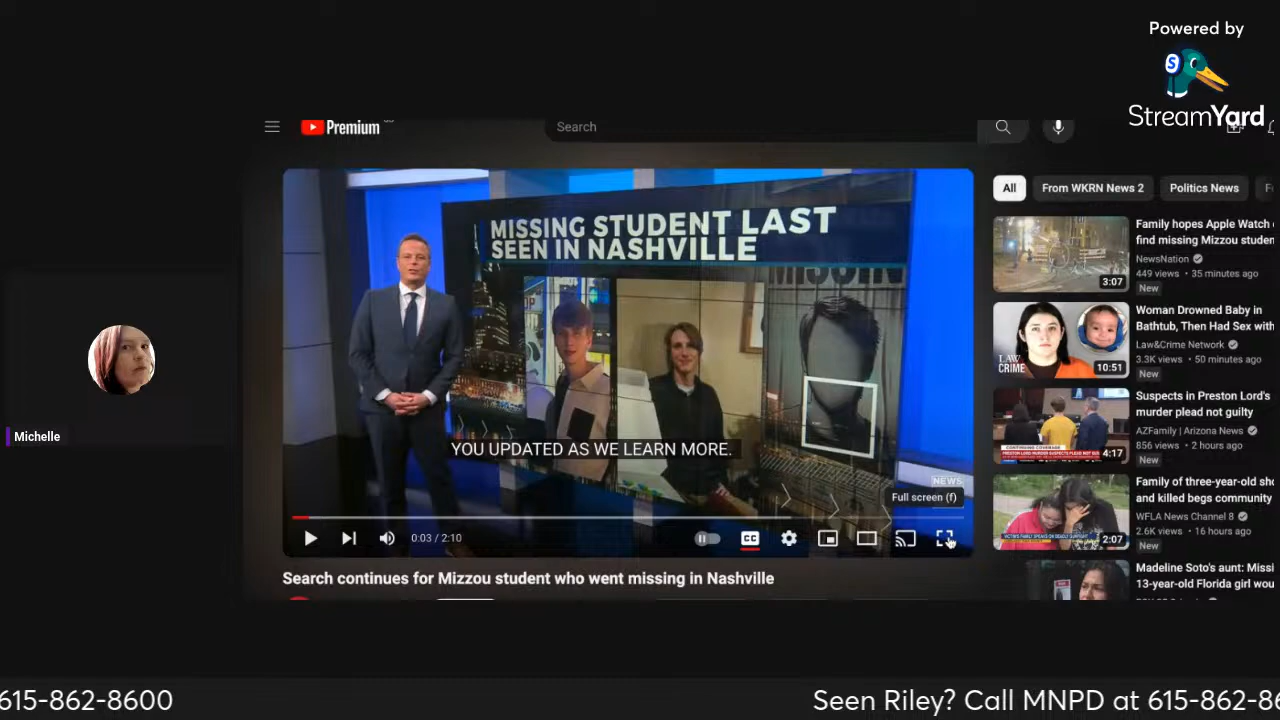 Powered by
StreamYard
Premium
Search
MISSING STUDENT LAST
SEEN IN NASHVILLE
YOU UPDATED AS WE LEARN MORE.
NEWS
Full screen (f)
0:03 / 2:10
CC
Search continues for Mizzou student who went missing in Nashville
Michelle
All
From WKRN News 2
Politics News
Family hopes Apple Watch
find missing Mizzou studen
NewsNation
449 views • 35 minutes ago
New
3:07
Woman Drowned Baby in
Bathtub, Then Had Sex with
Law&Crime Network
3.3K views • 50 minutes ago
New
LAW
CRIME
10:51
Suspects in Preston Lord's
murder plead not guilty
AZFamily | Arizona News
856 views • 2 hours ago
New
CONTINUING COVERAGE
4:17
Family of three-year-old sho
and killed begs community
WFLA News Channel 8
2.6K views • 16 hours ago
New
2:07
Madeline Soto's aunt: Missi
13-year-old Florida girl wou
615-862-8600
Seen Riley? Call MNPD at 615-862-86